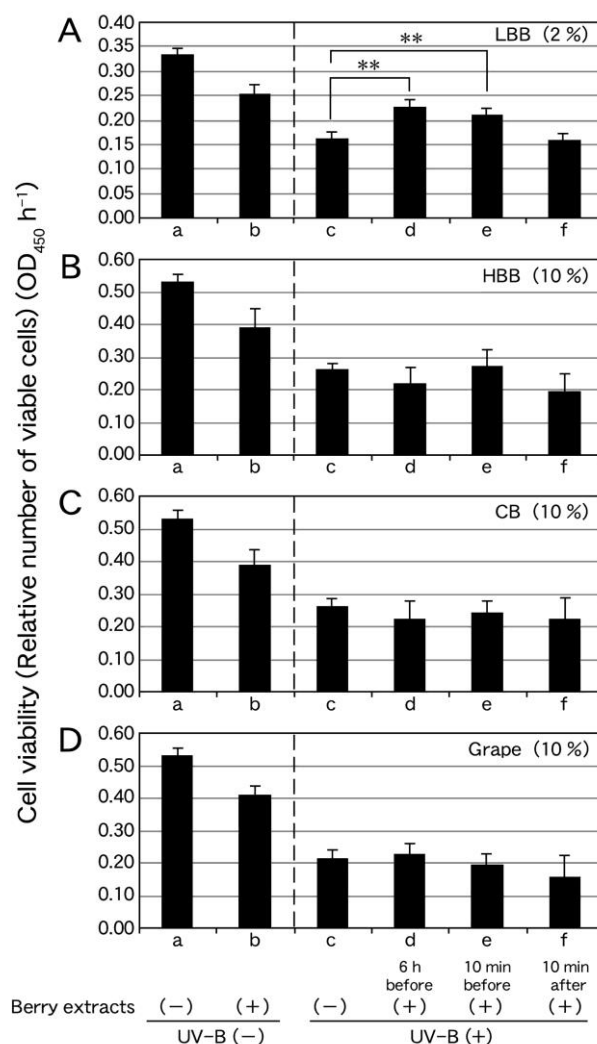 Cell viability (Relative number of viable cells) (OD450 h−1)
A
LBB (2 %)
0.40
0.35
0.30
0.25
0.20
0.15
0.10
0.05
0.00
**
**
a b c d e f
B
HBB (10 %)
0.60
0.50
0.40
0.30
0.20
0.10
0.00
a b c d e f
C
CB (10 %)
0.60
0.50
0.40
0.30
0.20
0.10
0.00
a b c d e f
D
Grape (10 %)
0.60
0.50
0.40
0.30
0.20
0.10
0.00
a b c d e f
6 h before
10 min before
10 min after
Berry extracts (−) (+) (−) (+) (+) (+)
UV−B (−) UV−B (+)